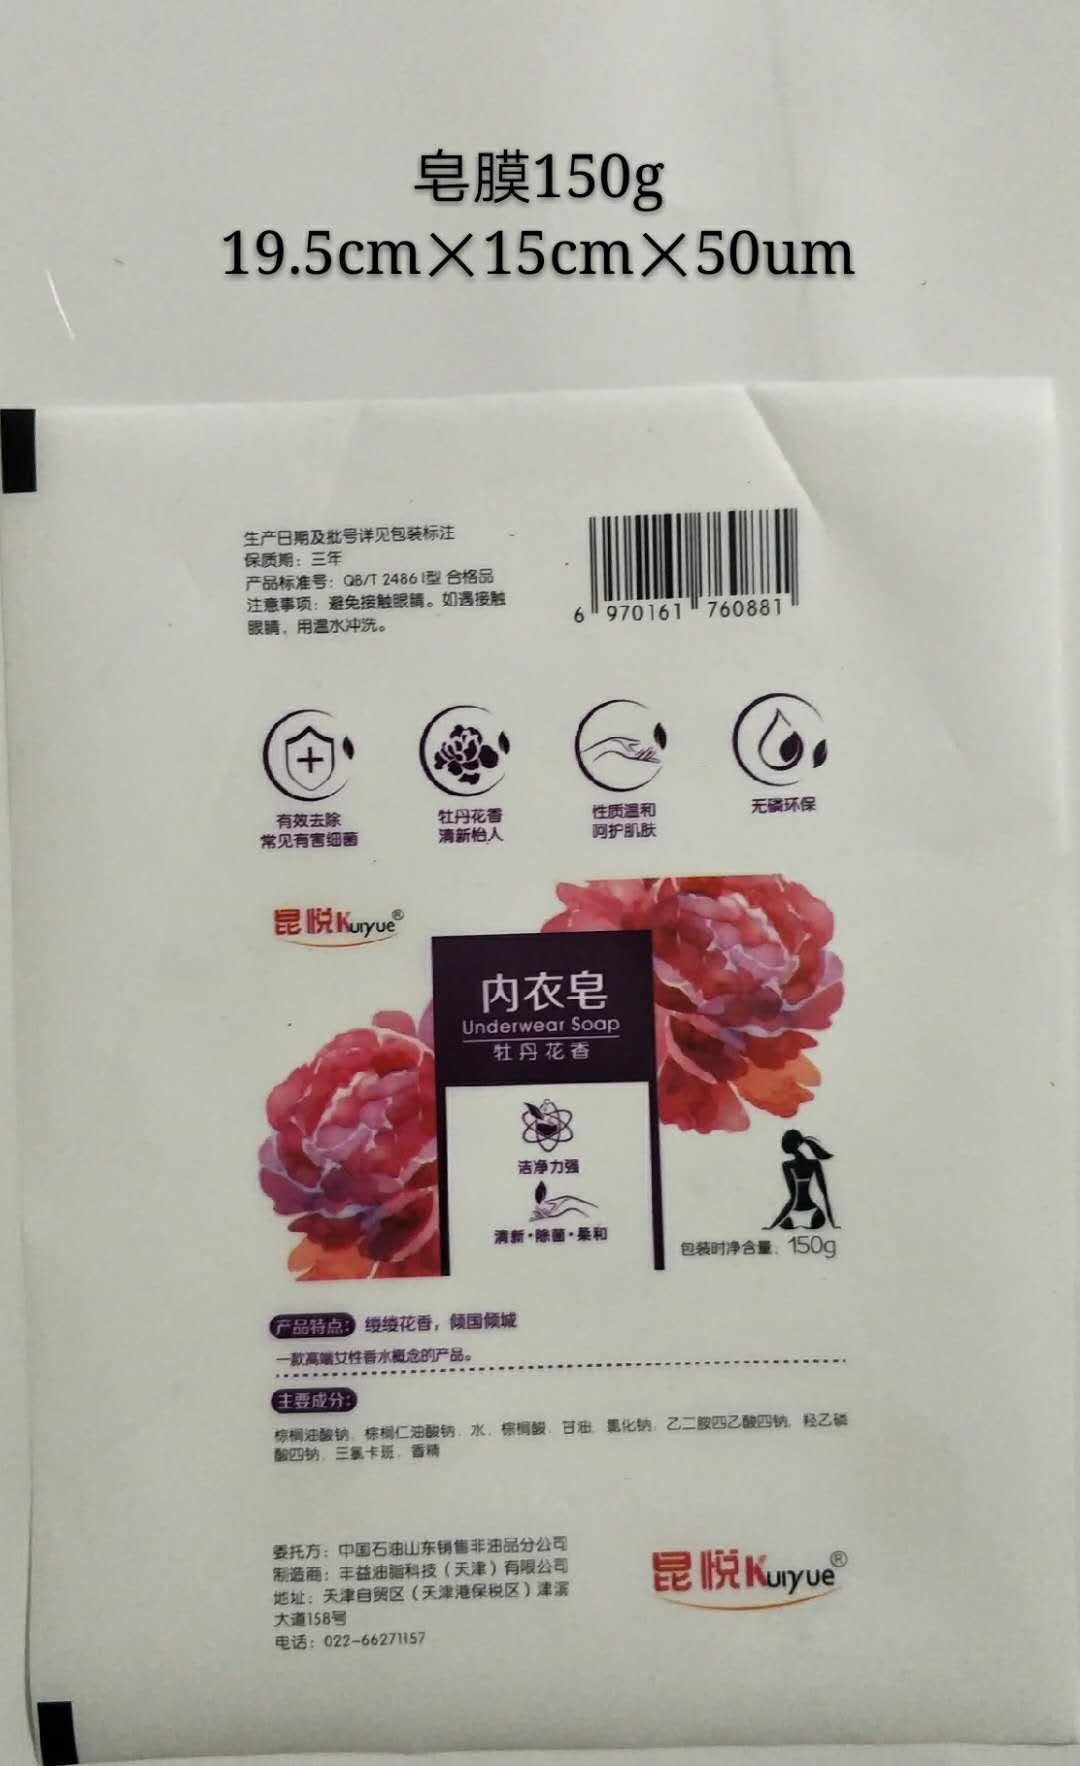 皂膜150g
19.5cm×15cm×50um
生产日期及批号详见包装标注
保质期：三年
产品标准号：QB/T 2486 I型 合格品
注意事项：避免接触眼睛。如遇接触
眼睛，用温水冲洗。
6 970161 760881
有效去除
常见有害细菌
牡丹花香
清新怡人
性质温和
呵护肌肤
无磷环保
昆悦Kuıyue®
内衣皂
Underwear Soap
牡丹花香
洁净力强
清新·除菌·柔和
包装时净含量：150g
产品特点：缕缕花香，倾国倾城
一款高端女性香水概念的产品。
主要成分：
棕榈油酸钠、棕榈仁油酸钠、水、棕榈酸、甘油、氯化钠、乙二胺四乙酸四钠、羟乙磷
酸四钠、三氯卡班、香精
委托方：中国石油山东销售非油品分公司
制造商：丰益油脂科技（天津）有限公司
地址：天津自贸区（天津港保税区）津滨
大道158号
电话：022-66271157
昆悦Kuıyue®